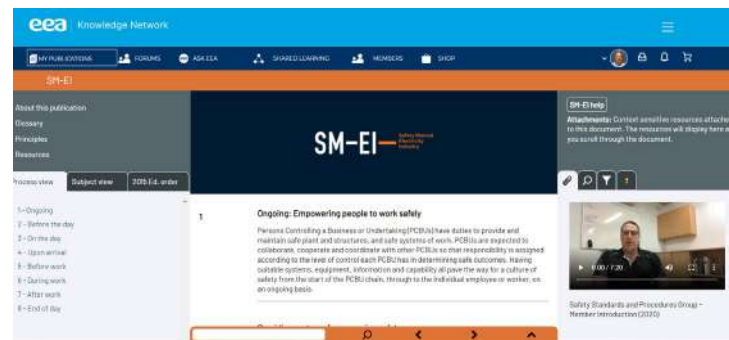 eea Knowledge Network
MY PUBLICATIONS FORUMS ASK EEA SHARED LEARNING MEMBERS SHOP
SM-EI
About this publication
Glossary
Principles
Resources
Process view Subject view 2015 Ed. order
1 - Ongoing
2 - Before the day
3 - On the day
4 - Upon arrival
5 - Before work
6 - During work
7 - After work
8 - End of day
SM-EI
Safety Manual
Electricity
Industry
1 Ongoing: Empowering people to work safely
Persons Controlling a Business or Undertaking (PCBUs) have duties to provide and
maintain safe plant and structures, and safe systems of work. PCBUs are expected to
collaborate, cooperate and coordinate with other PCBUs so that responsibility is assigned
according to the level of control each PCBU has in determining safe outcomes. Having
suitable systems, equipment, information and capability all pave the way for a culture of
safety from the start of the PCBU chain, through to the individual employee or worker, on
an ongoing basis.
SM-EI help
Attachments: Context sensitive resources attache
to this document. The resources will display here a
you scroll through the document.
0:00 / 7:20
Safety Standards and Procedures Group -
Member Introduction (2020)